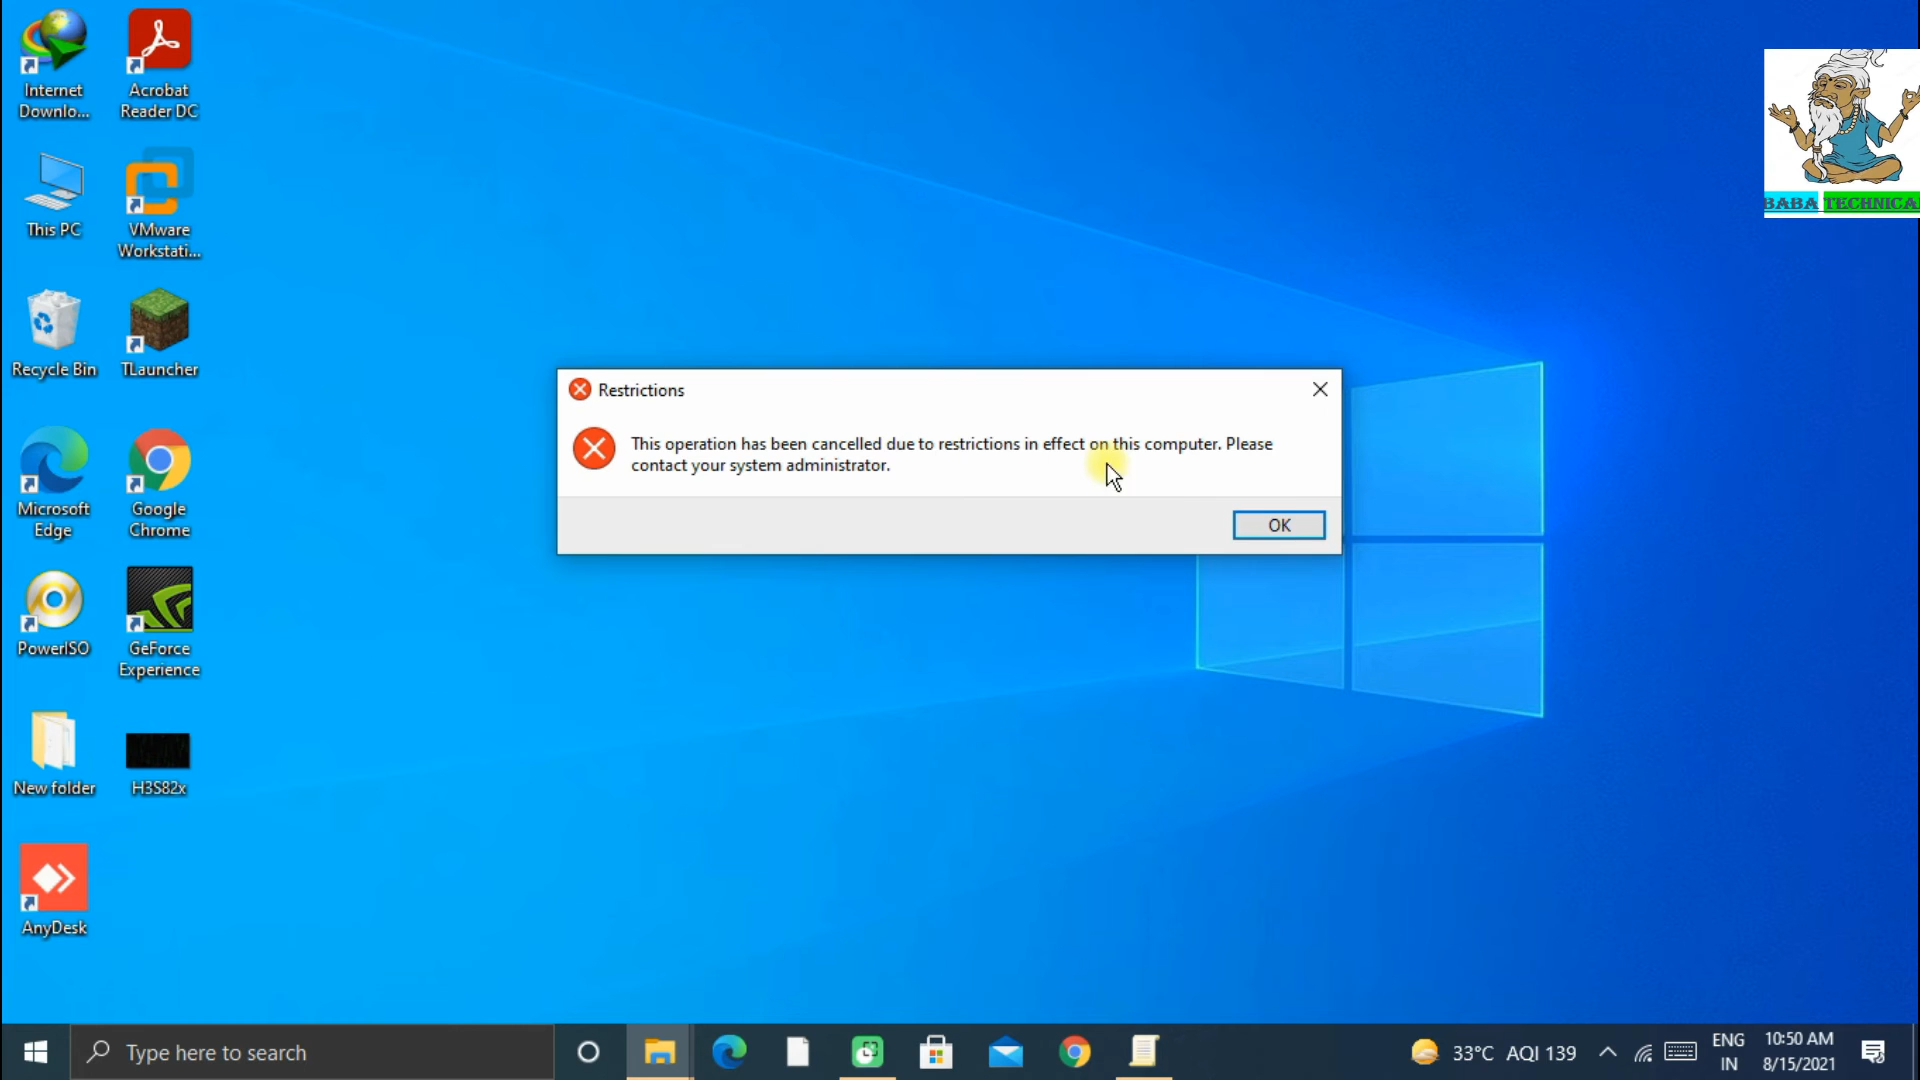 Internet
Downlo...
Acrobat
Reader DC
This PC
VMware
Workstati...
Recycle Bin
TLauncher
Microsoft
Edge
Google
Chrome
PowerISO
GeForce
Experience
New folder
H3S82x
AnyDesk
BABA TECHNICA
Restrictions
This operation has been cancelled due to restrictions in effect on this computer. Please
contact your system administrator.
OK
Type here to search
33°C AQI 139
ENG
IN
10:50 AM
8/15/2021